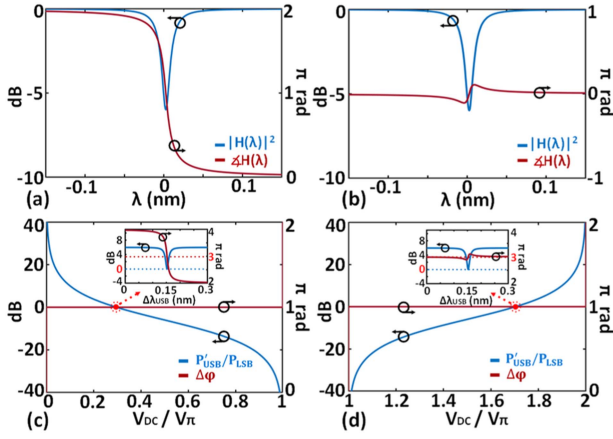 0 2 0 1
dB -5 1 π rad dB -5 0 π rad
|H(λ)|² |H(λ)|²
∡H(λ) ∡H(λ)
-10 (a) 0 -10 (b) -1
-0.1 0 0.1 -0.1 0 0.1
λ (nm) λ (nm)
40 2 40 2
8 4 8 4
20 dB 4 3 π rad 20 dB 4 3 π rad
0 0
-4 2 -4 2
0 0.15 0.3 0 0.15 0.3
ΔλUSB (nm) ΔλUSB (nm)
dB 0 1 π rad dB 0 1 π rad
-20 -20
P′USB/PLSB P′USB/PLSB
Δφ Δφ
-40 (c) 0 -40 (d) 0
0 0.2 0.4 0.6 0.8 1 1 1.2 1.4 1.6 1.8 2
VDC / Vπ VDC / Vπ